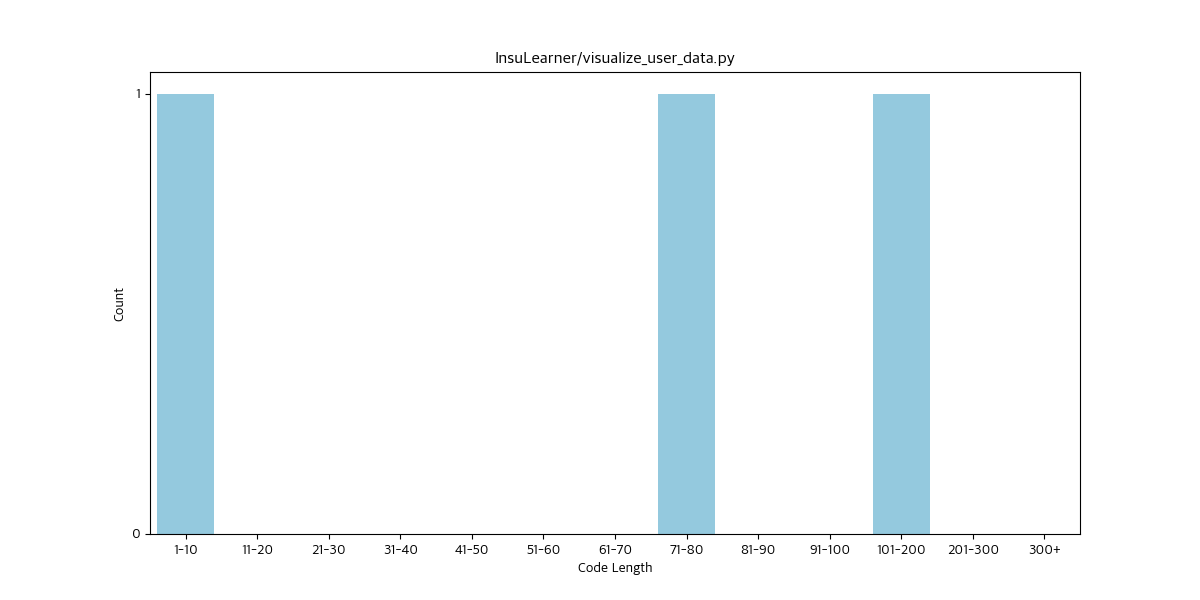 InsuLearner/visualize_user_data.py
1
Count
0
1-10 11-20 21-30 31-40 41-50 51-60 61-70 71-80 81-90 91-100 101-200 201-300 300+
Code Length